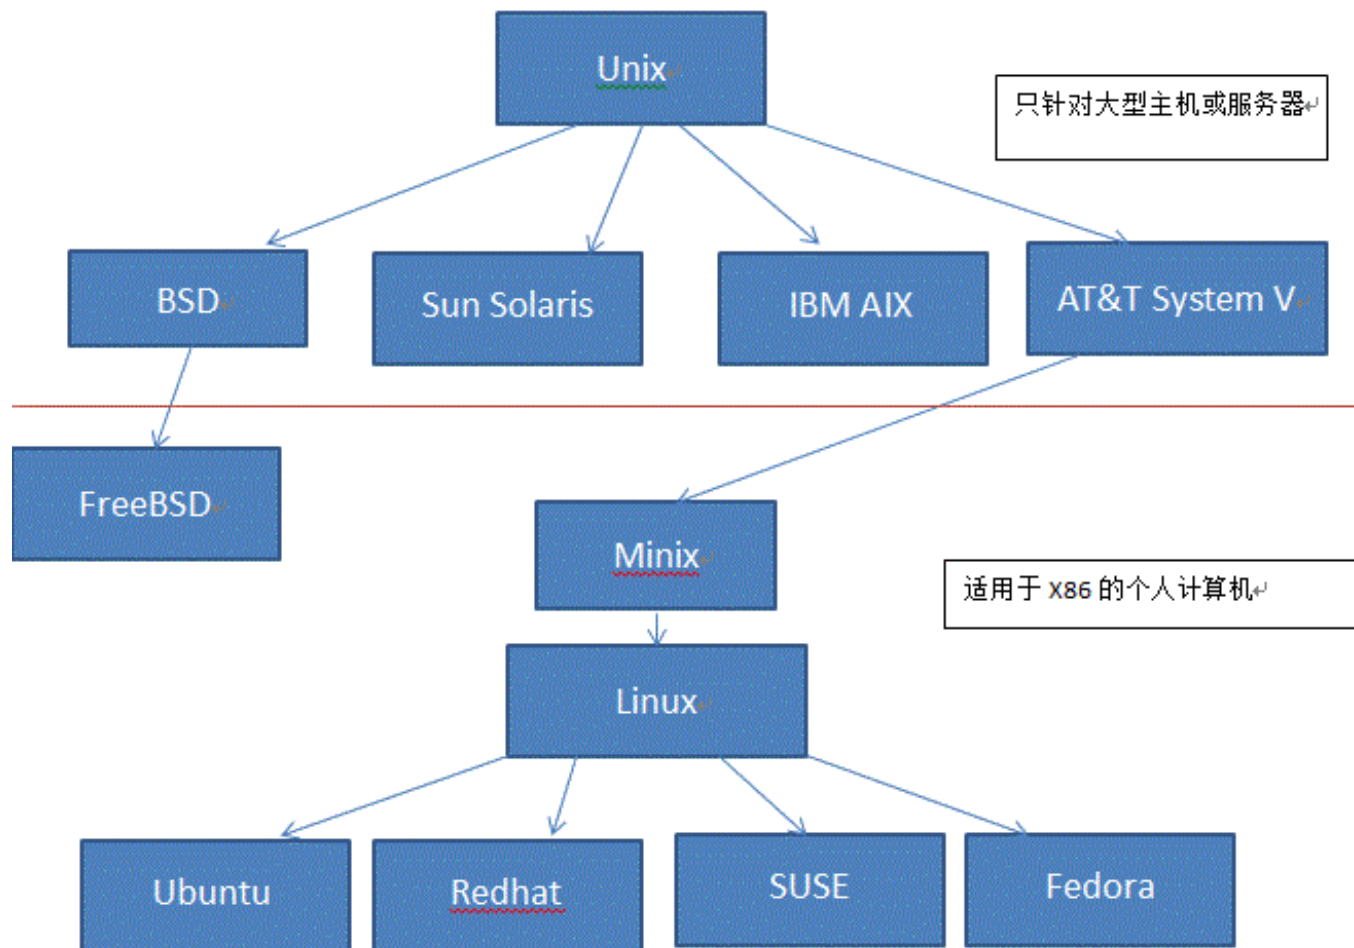 Unix
只针对大型主机或服务器
BSD
Sun Solaris
IBM AIX
AT&T System V
FreeBSD
Minix
适用于 X86 的个人计算机
Linux
Ubuntu
Redhat
SUSE
Fedora